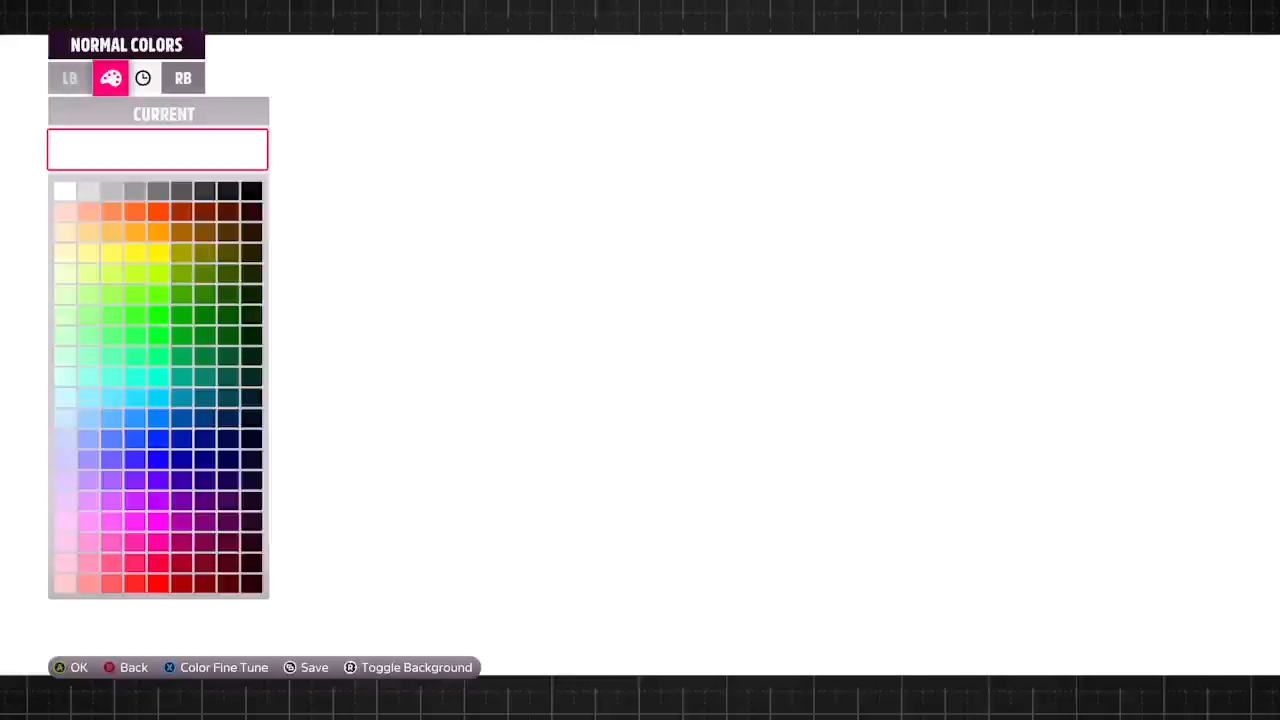 NORMAL COLORS
LB RB
CURRENT
A OK B Back X Color Fine Tune Save R Toggle Background